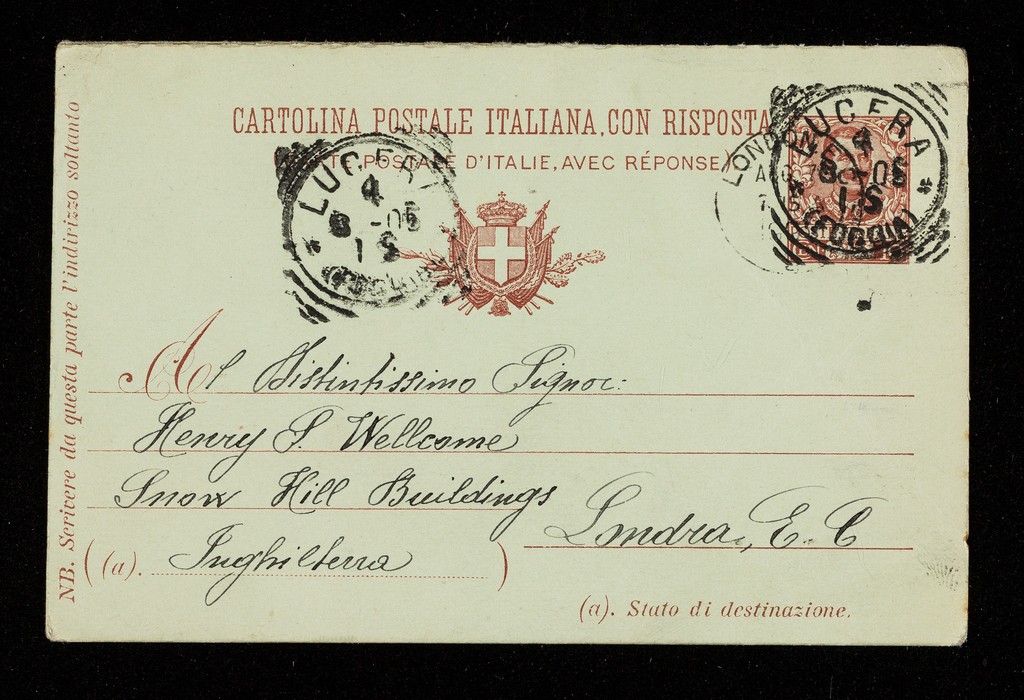 CARTOLINA POSTALE ITALIANA, CON RISPOSTA
POSTALE D'ITALIE, AVEC RÉPONSE)
LUCERA
4
8 -05
1 S
(FOGGIA)
LUCERA
4
8 -05
1 S
(FOGGIA)
LONDON
Al Distintissimo Signor:
Henry S. Wellcome
Snow Hill Buildings
Londra, E. C
(a). Inghilterra )
(a). Stato di destinazione.
NB. Scrivere da questa parte l'indirizzo soltanto